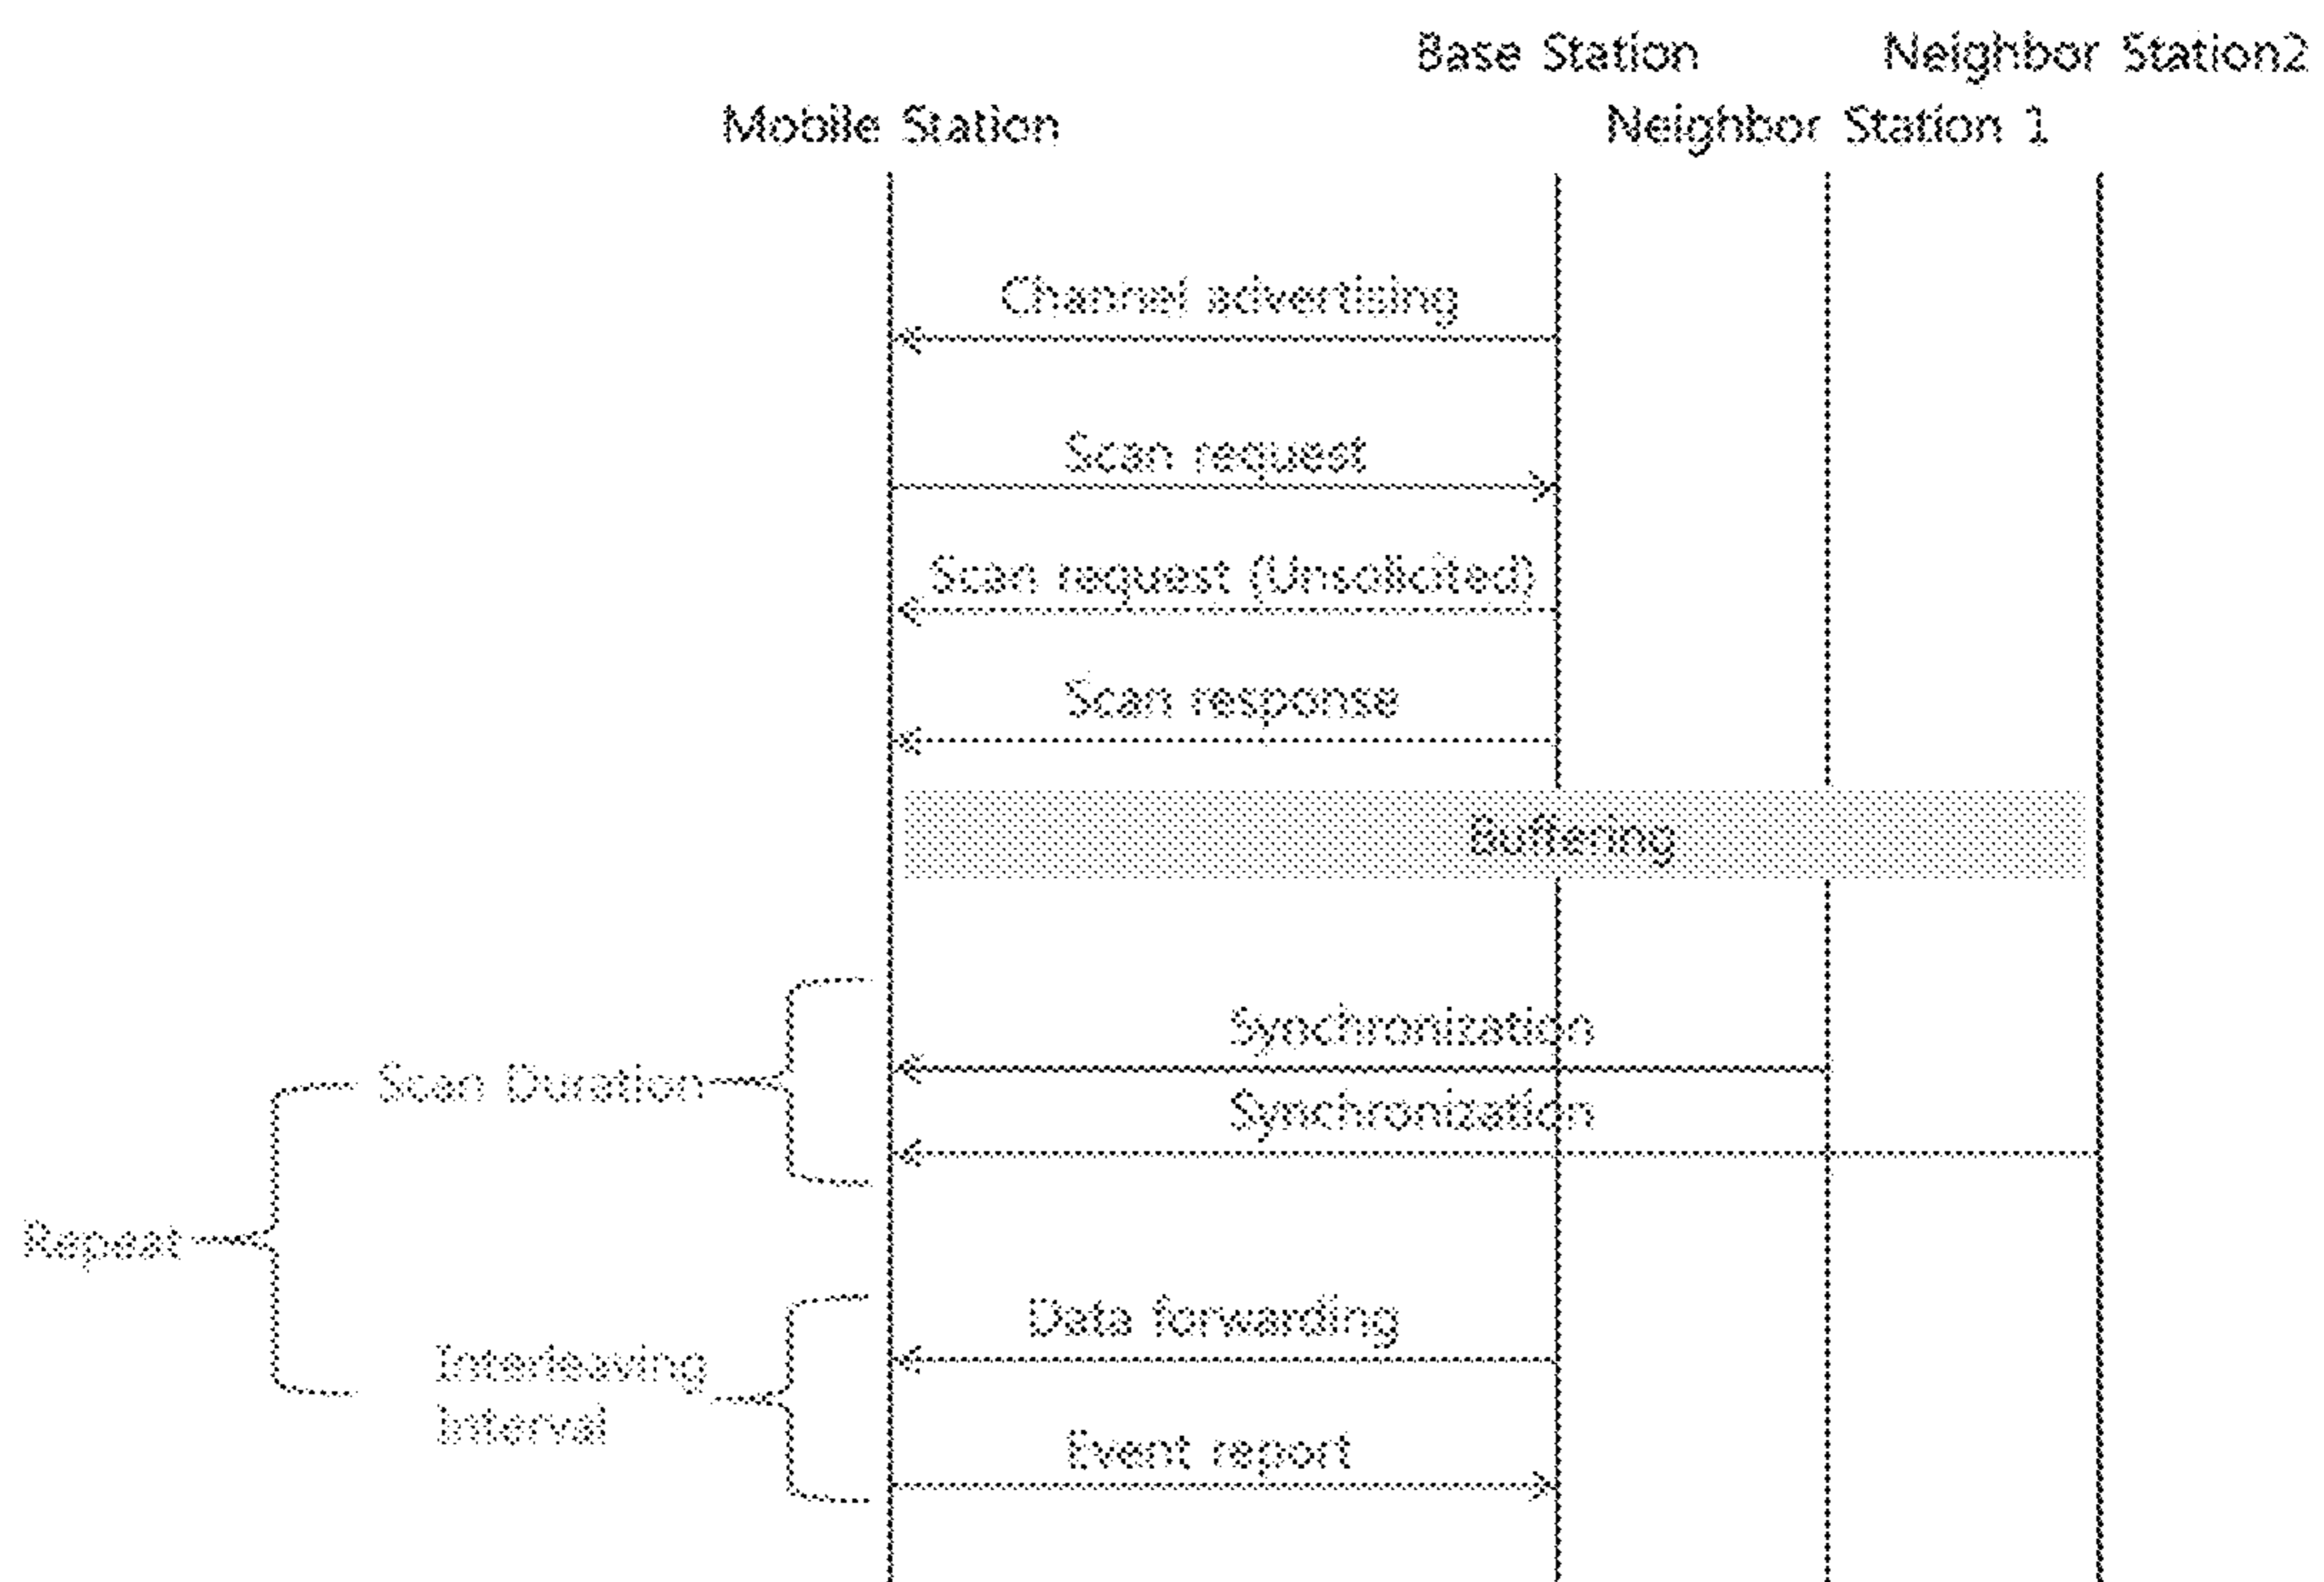 Base Station
Neighbor Station2
Mobile Station
Neighbor Station 1
Channel advertising
Scan request
Scan request (Unsolicited)
Scan response
Buffering
Synchronization
Scan Duration
Synchronization
Repeat
Data forwarding
Interleaving
Interval
Event report